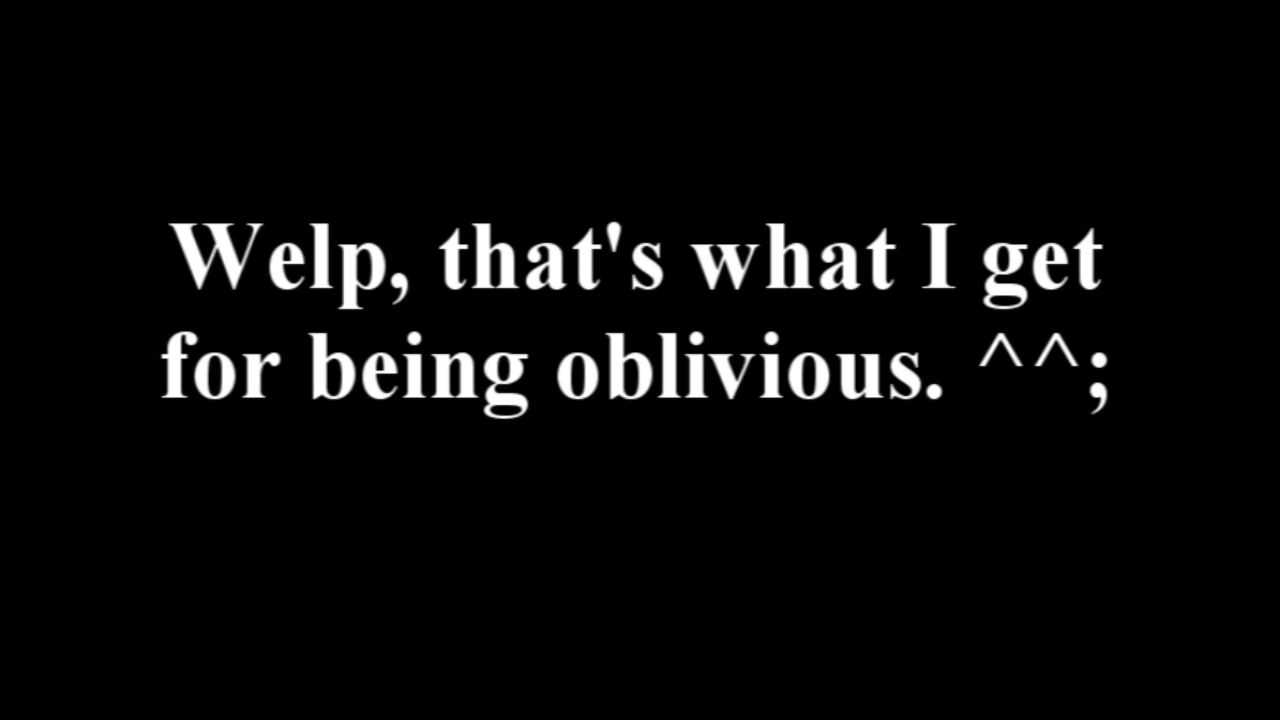 Welp, that's what I get
for being oblivious. ^^;